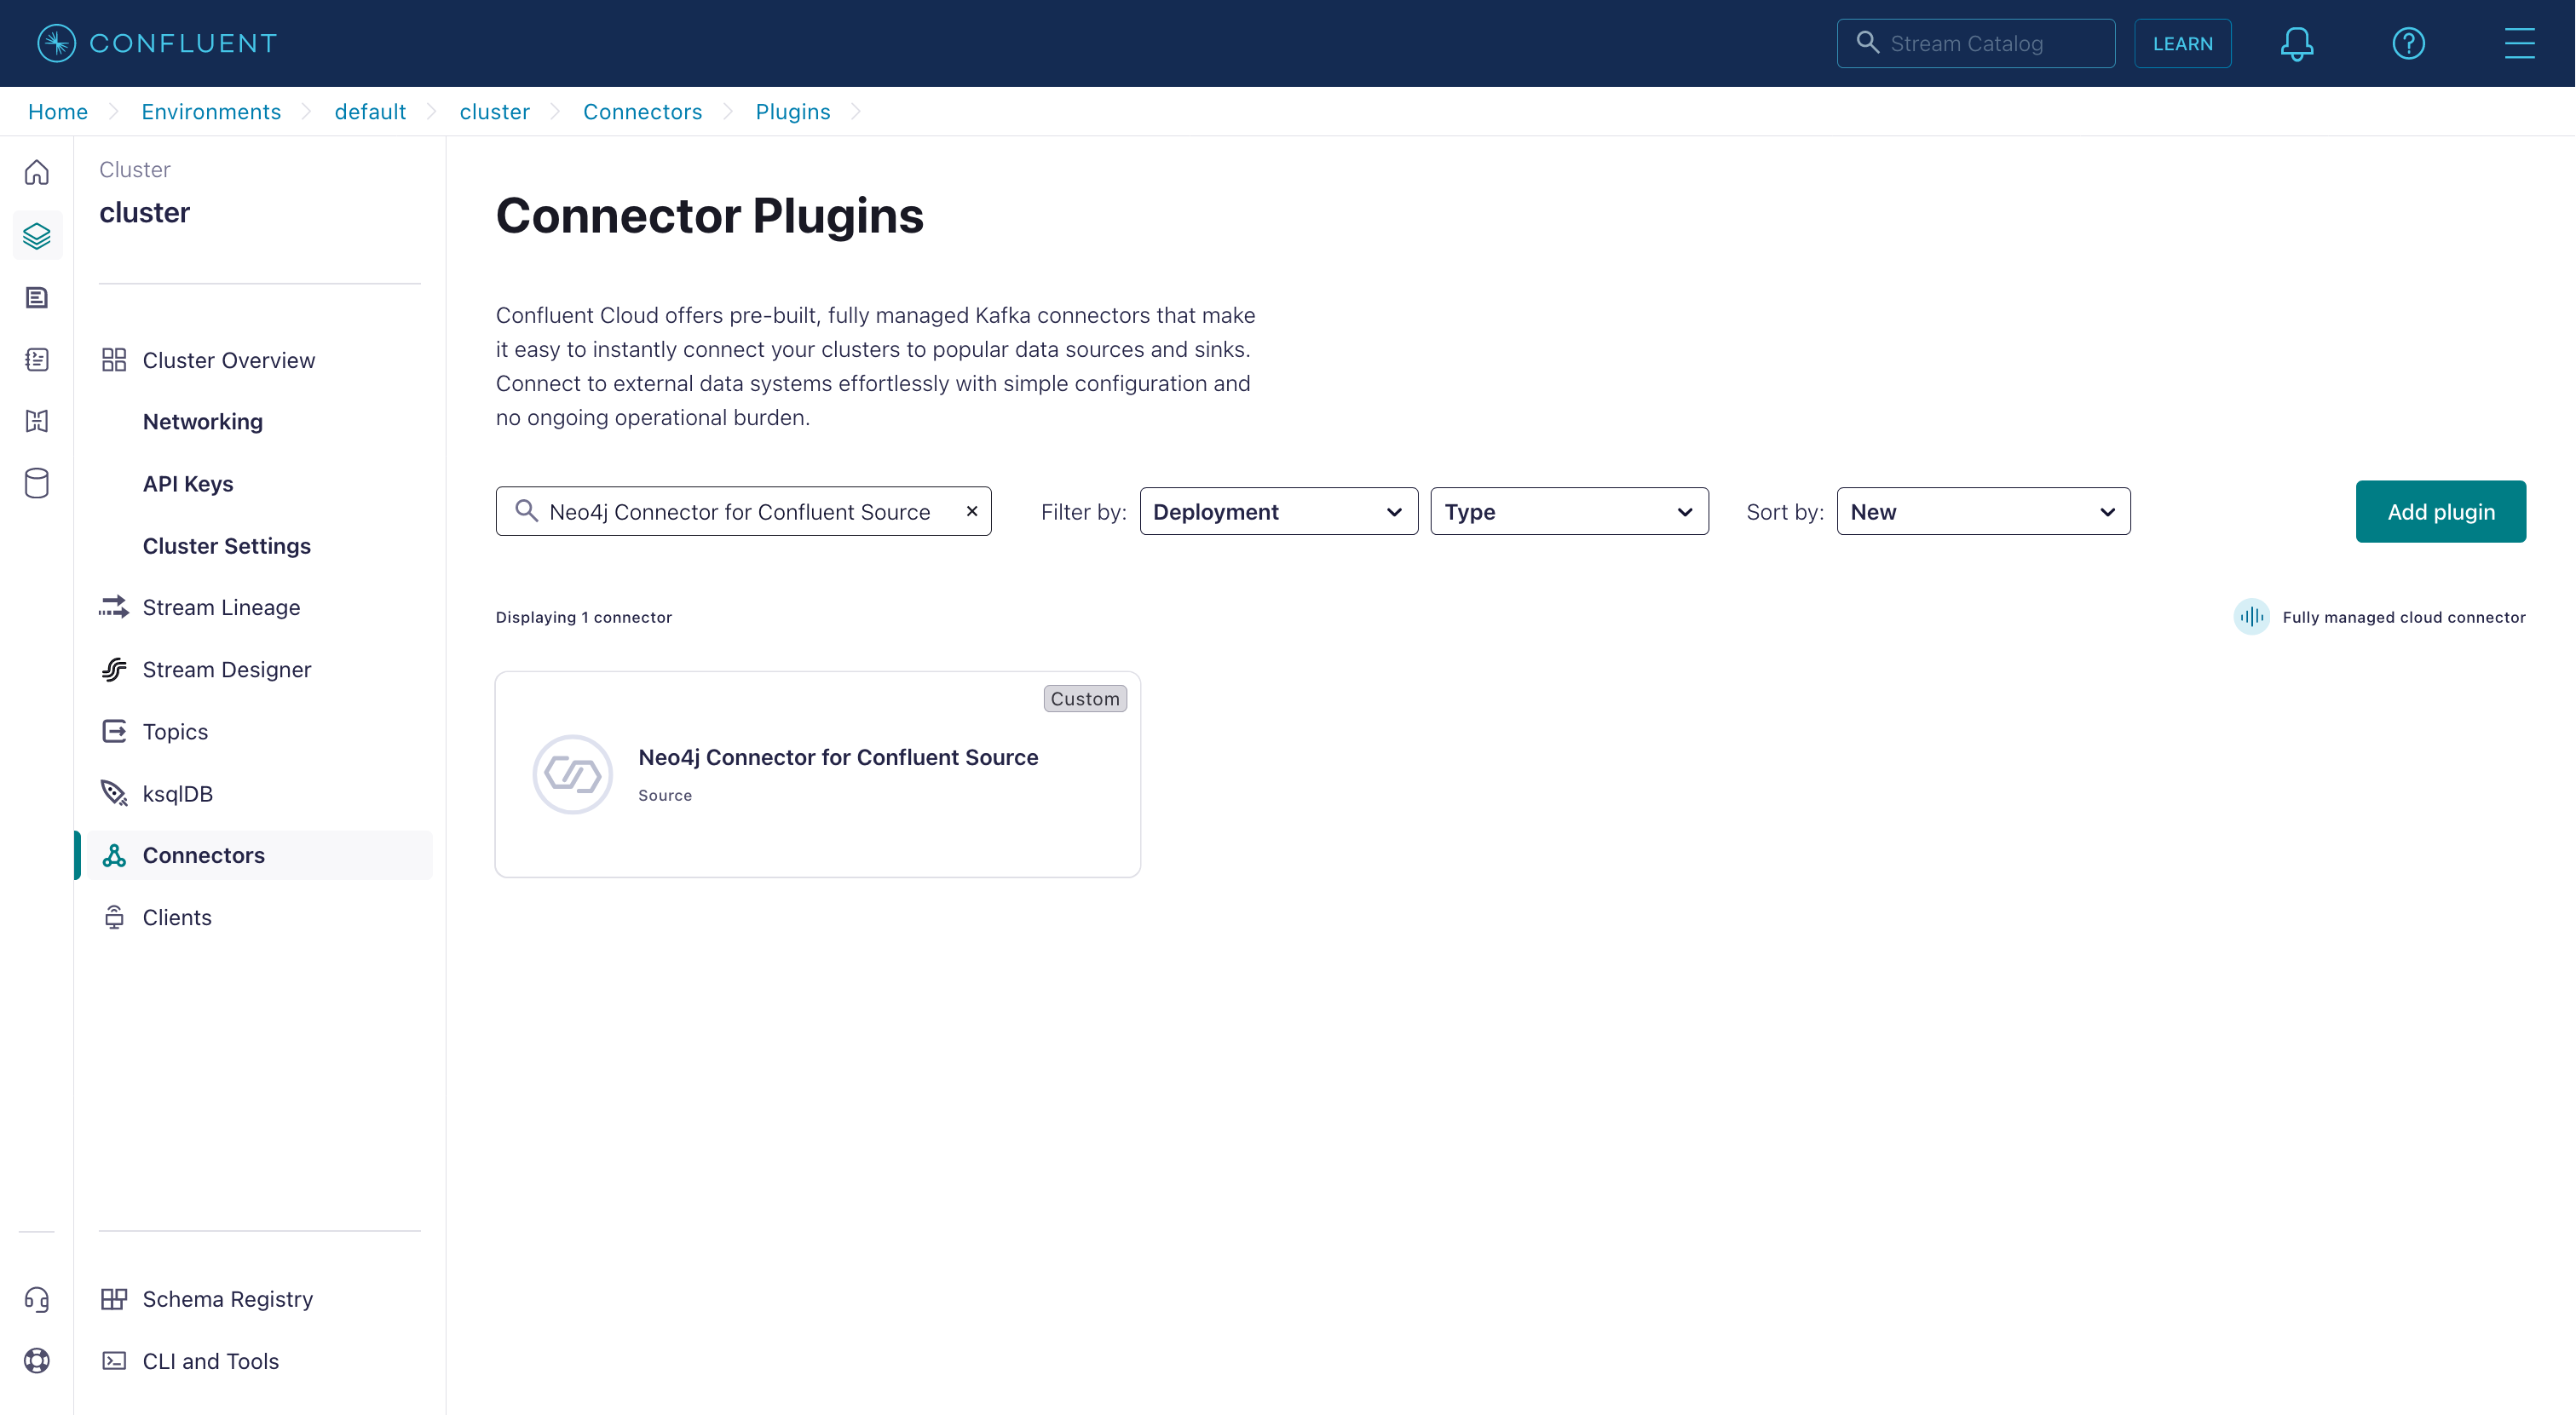 CONFLUENT
Stream Catalog
LEARN
Home
Environments
default
cluster
Connectors
Plugins
Cluster
cluster
Cluster Overview
Networking
API Keys
Cluster Settings
Stream Lineage
Stream Designer
Topics
ksqlDB
Connectors
Clients
Schema Registry
CLI and Tools
Connector Plugins
Confluent Cloud offers pre-built, fully managed Kafka connectors that make
it easy to instantly connect your clusters to popular data sources and sinks.
Connect to external data systems effortlessly with simple configuration and
no ongoing operational burden.
Neo4j Connector for Confluent Source
Filter by:
Deployment
Type
Sort by:
New
Add plugin
Displaying 1 connector
Fully managed cloud connector
Custom
Neo4j Connector for Confluent Source
Source